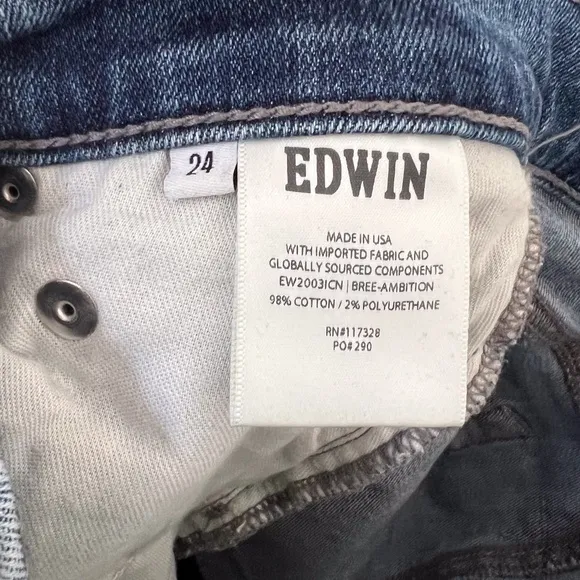 24
EDWIN
MADE IN USA
WITH IMPORTED FABRIC AND
GLOBALLY SOURCED COMPONENTS
EW2003ICN | BREE-AMBITION
98% COTTON / 2% POLYURETHANE
RN#117328
PO# 290